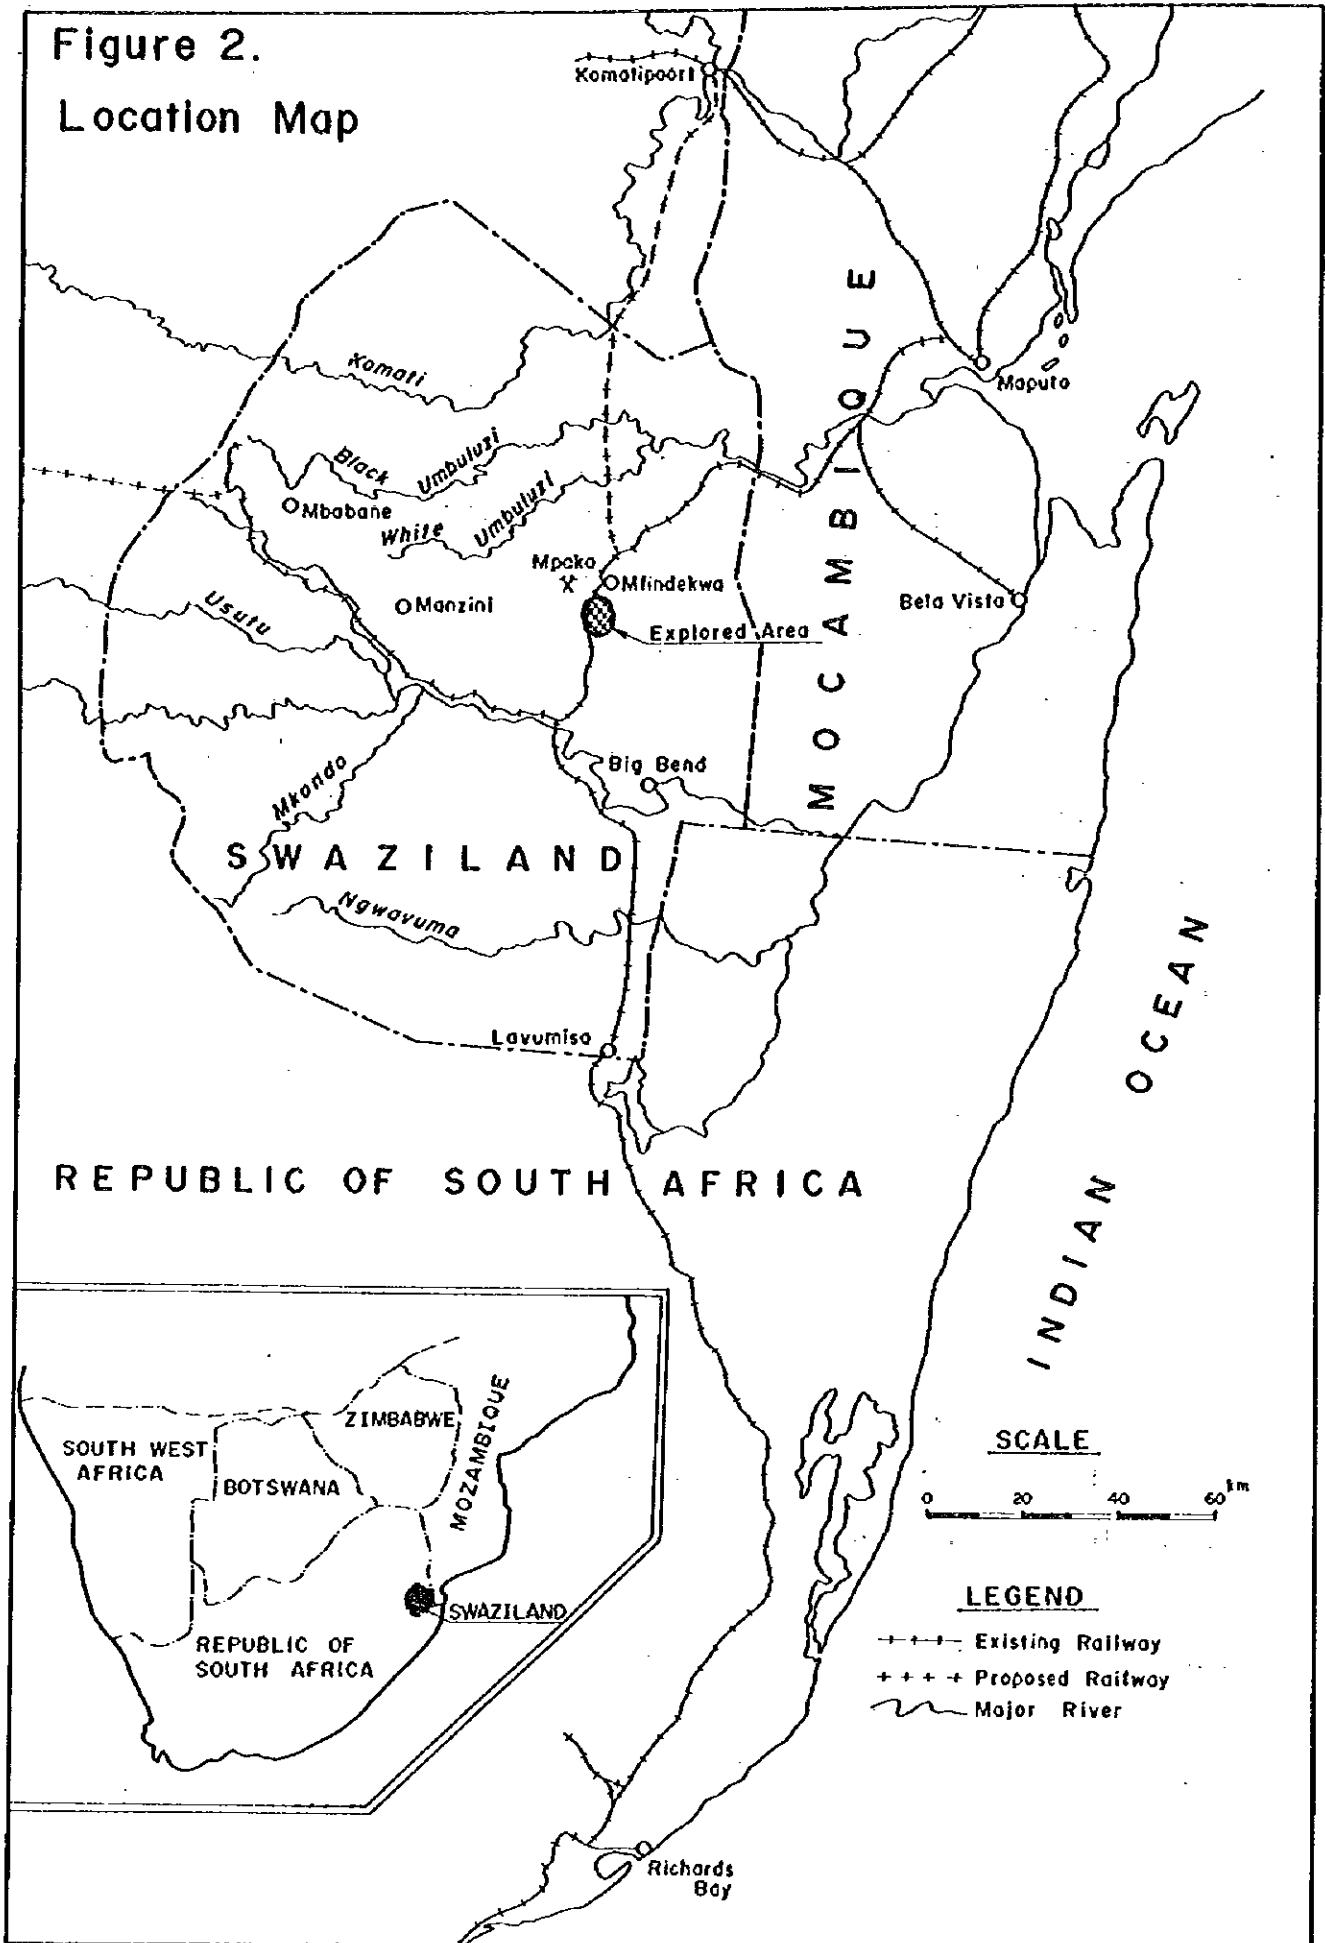 Figure 2.
Location Map
Komatipoort
MOCAMBIQUE
Komati
Maputo
Black Umbuluzi
White Umbuluzi
Mbabane
Mpaka
Mlindekwa
Manzini
Bela Vista
Usutu
Explored Area
Big Bend
Mkondo
SWAZILAND
Ngwavuma
Lavumisa
INDIAN OCEAN
REPUBLIC OF SOUTH AFRICA
ZIMBABWE
MOZAMBIQUE
SOUTH WEST
AFRICA
BOTSWANA
SWAZILAND
REPUBLIC OF
SOUTH AFRICA
SCALE
0 20 40 60 km
LEGEND
Existing Railway
Proposed Railway
Major River
Richards
Bay